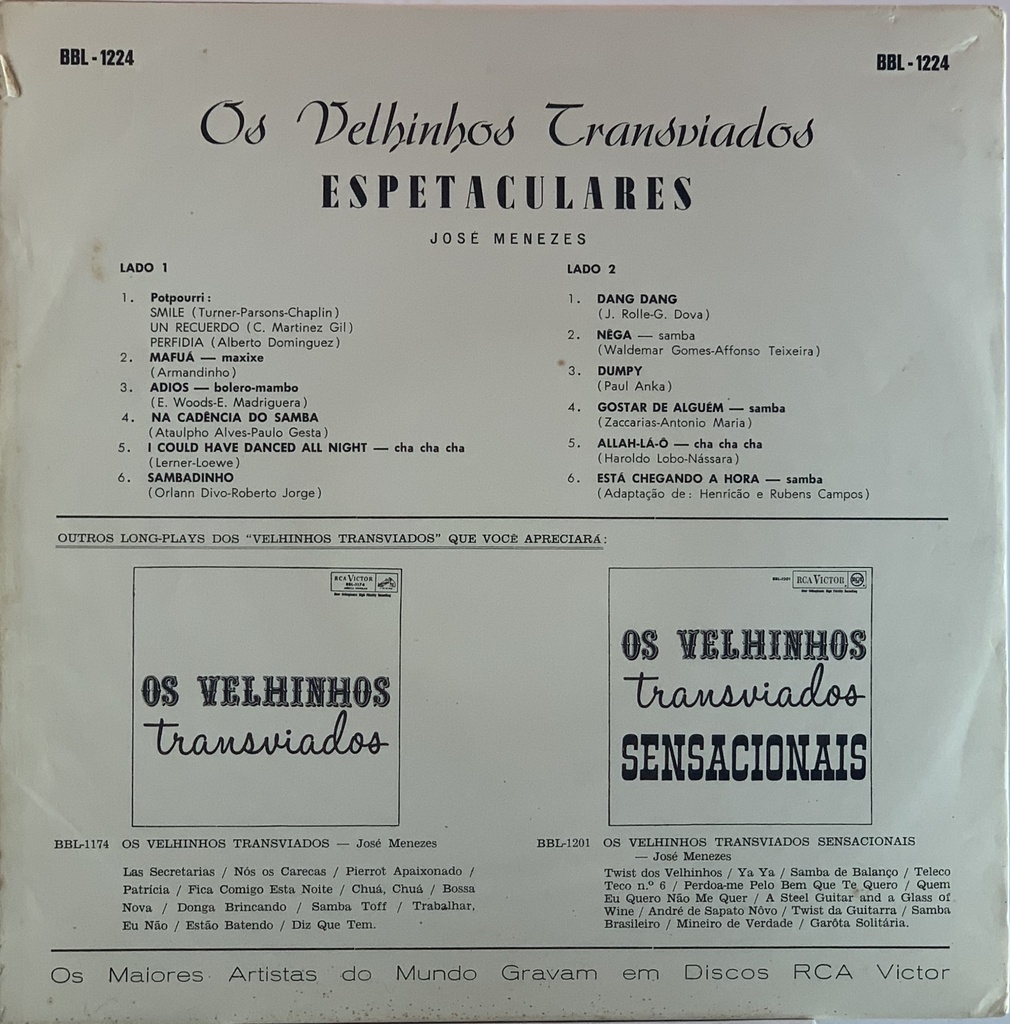 BBL - 1224
BBL - 1224
Os Velhinhos Transviados
ESPETACULARES
JOSÉ MENEZES
LADO 1
1. Potpourri :
SMILE (Turner-Parsons-Chaplin)
UN RECUERDO (C. Martinez Gil)
PERFIDIA (Alberto Dominguez)
2. MAFUÁ — maxixe
(Armandinho)
3. ADIOS — bolero-mambo
(E. Woods-E. Madriguera)
4. NA CADÊNCIA DO SAMBA
(Ataulpho Alves-Paulo Gesta)
5. I COULD HAVE DANCED ALL NIGHT — cha cha cha
(Lerner-Loewe)
6. SAMBADINHO
(Orlann Divo-Roberto Jorge)
LADO 2
1. DANG DANG
(J. Rolle-G. Dova)
2. NÊGA — samba
(Waldemar Gomes-Affonso Teixeira)
3. DUMPY
(Paul Anka)
4. GOSTAR DE ALGUÉM — samba
(Zaccarias-Antonio Maria)
5. ALLAH-LÁ-Ô — cha cha cha
(Haroldo Lobo-Nássara)
6. ESTÁ CHEGANDO A HORA — samba
(Adaptação de : Henricão e Rubens Campos)
OUTROS LONG-PLAYS DOS "VELHINHOS TRANSVIADOS" QUE VOCÊ APRECIARÁ:
RCA VICTOR
BBL-1174
OS VELHINHOS
transviados
BBL-1174 OS VELHINHOS TRANSVIADOS — José Menezes
Las Secretarias / Nós os Carecas / Pierrot Apaixonado /
Patrícia / Fica Comigo Esta Noite / Chuá, Chuá / Bossa
Nova / Donga Brincando / Samba Toff / Trabalhar,
Eu Não / Estão Batendo / Diz Que Tem.
BBL-1201 RCA VICTOR
OS VELHINHOS
transviados
SENSACIONAIS
BBL-1201 OS VELHINHOS TRANSVIADOS SENSACIONAIS
— José Menezes
Twist dos Velhinhos / Ya Ya / Samba de Balanço / Teleco
Teco n.º 6 / Perdoa-me Pelo Bem Que Te Quero / Quem
Eu Quero Não Me Quer / A Steel Guitar and a Glass of
Wine / André de Sapato Nôvo / Twist da Guitarra / Samba
Brasileiro / Mineiro de Verdade / Garôta Solitária.
Os Maiores Artistas do Mundo Gravam em Discos RCA Victor